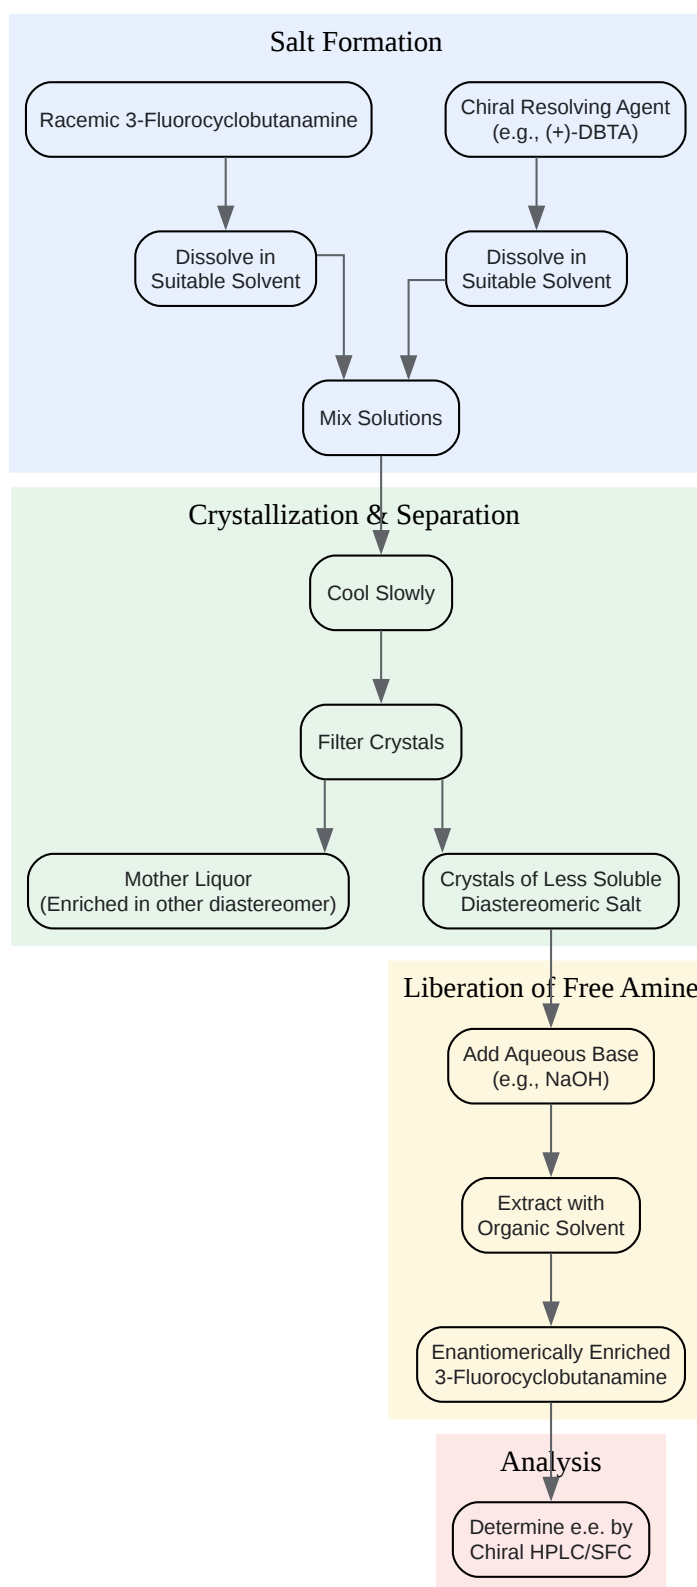 Salt Formation
Racemic 3-Fluorocyclobutanamine
Chiral Resolving Agent
(e.g., (+)-DBTA)
Dissolve in
Suitable Solvent
Dissolve in
Suitable Solvent
Mix Solutions
Crystallization & Separation
Cool Slowly
Filter Crystals
Mother Liquor
(Enriched in other diastereomer)
Crystals of Less Soluble
Diastereomeric Salt
Liberation of Free Amine
Add Aqueous Base
(e.g., NaOH)
Extract with
Organic Solvent
Enantiomerically Enriched
3-Fluorocyclobutanamine
Analysis
Determine e.e. by
Chiral HPLC/SFC